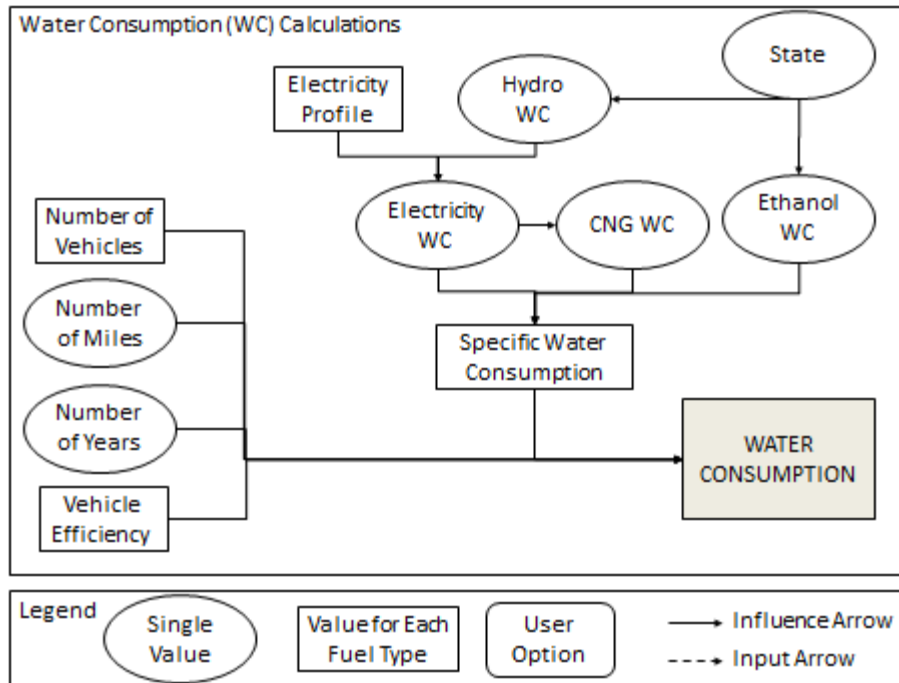 Water Consumption (WC) Calculations
State
Electricity
Profile
Hydro
WC
Number of
Vehicles
Electricity
WC
CNG WC
Ethanol
WC
Number
of Miles
Specific Water
Consumption
Number
of Years
WATER
CONSUMPTION
Vehicle
Efficiency
Legend
Single
Value
Value for Each
Fuel Type
User
Option
Influence Arrow
Input Arrow